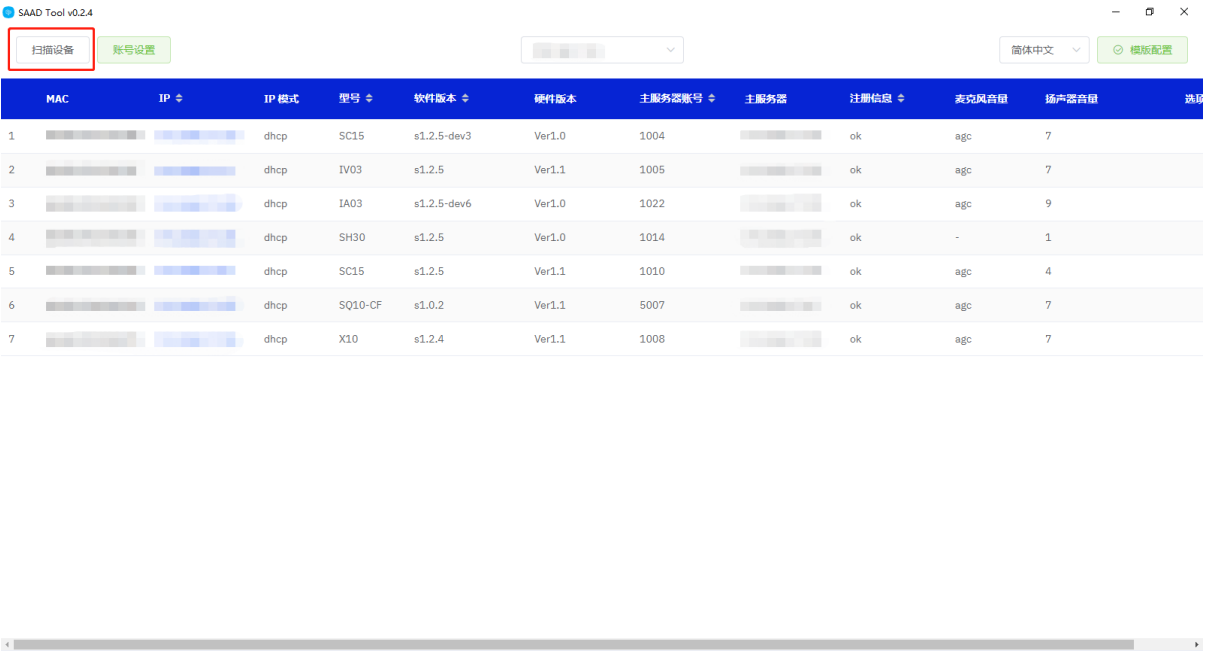 SAAD Tool v0.2.4
扫描设备 账号设置 简体中文 模版配置
MAC IP IP 模式 型号 软件版本 硬件版本 主服务器账号 主服务器 注册信息 麦克风音量 扬声器音量
1 dhcp SC15 s1.2.5-dev3 Ver1.0 1004 ok agc 7
2 dhcp IV03 s1.2.5 Ver1.1 1005 ok agc 7
3 dhcp IA03 s1.2.5-dev6 Ver1.0 1022 ok agc 9
4 dhcp SH30 s1.2.5 Ver1.0 1014 ok - 1
5 dhcp SC15 s1.2.5 Ver1.1 1010 ok agc 4
6 dhcp SQ10-CF s1.0.2 Ver1.1 5007 ok agc 7
7 dhcp X10 s1.2.4 Ver1.1 1008 ok agc 7